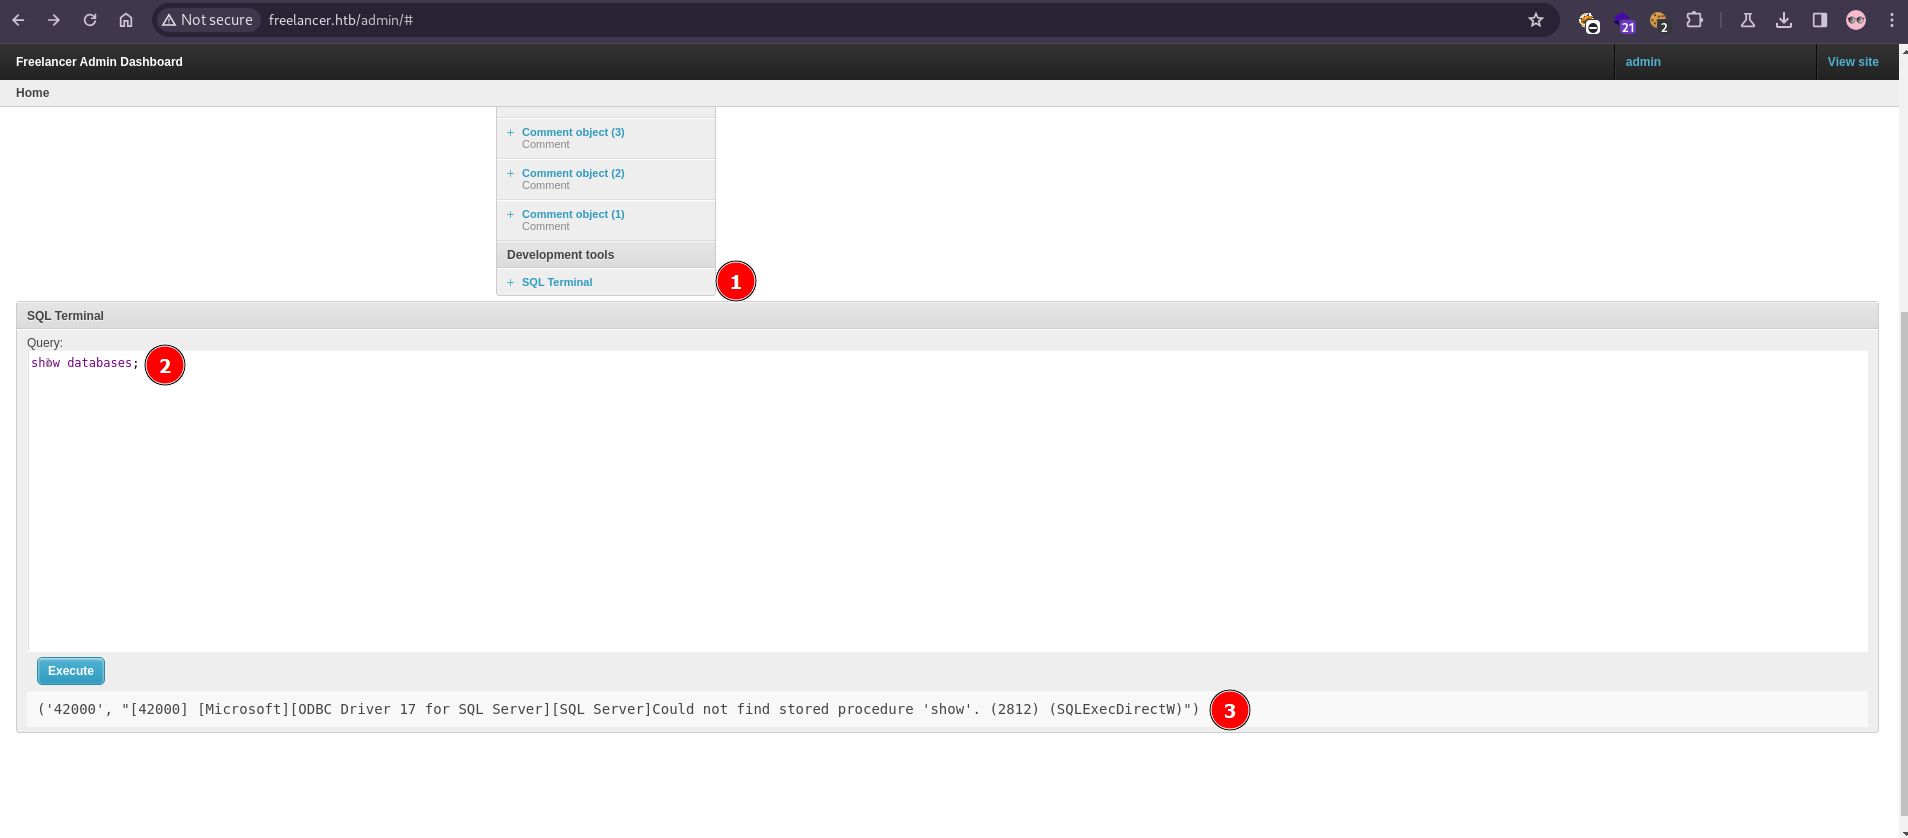 Not secure freelancer.htb/admin/#
21
2
Freelancer Admin Dashboard admin View site
Home
+ Comment object (3)
Comment
+ Comment object (2)
Comment
+ Comment object (1)
Comment
Development tools
+ SQL Terminal
1
SQL Terminal
Query:
show databases;
2
Execute
('42000', "[42000] [Microsoft][ODBC Driver 17 for SQL Server][SQL Server]Could not find stored procedure 'show'. (2812) (SQLExecDirectW)")
3